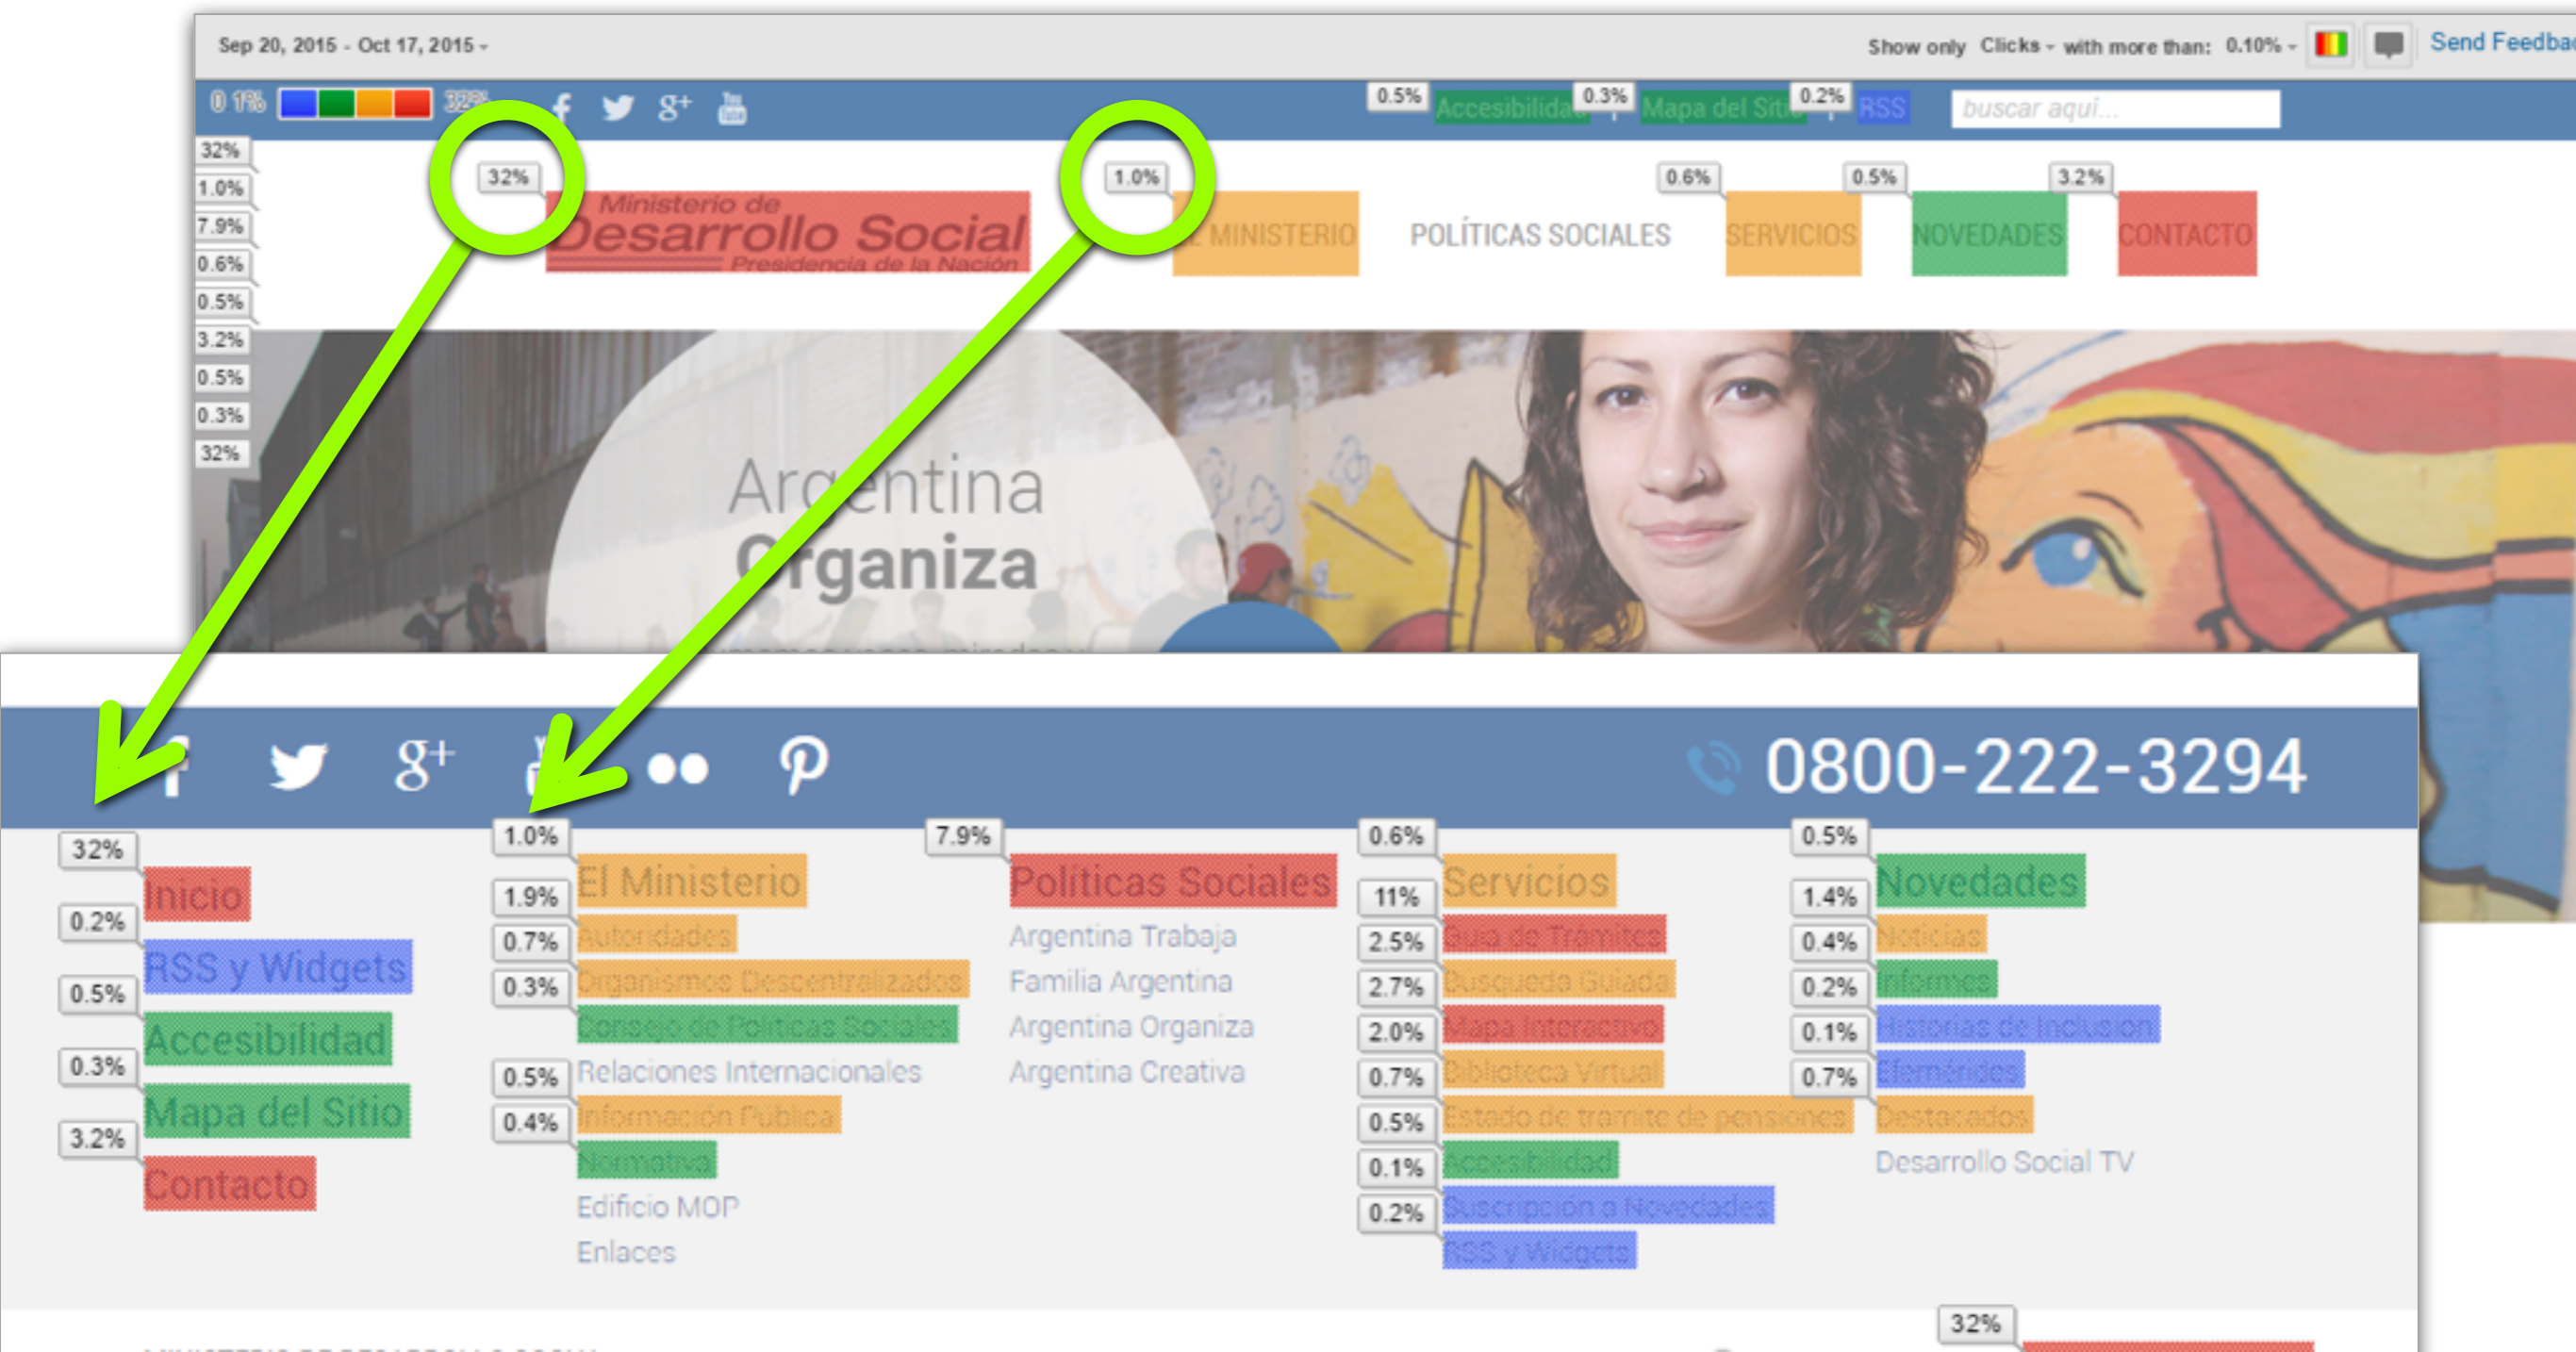 Sep 20, 2015 - Oct 17, 2015
Show only Clicks with more than: 0.10% Send
32%
1.0%
7.9%
0.6%
0.5%
3.2%
0.5%
0.3%
32%
0.5% 0.3% Mapa del 0.2% RSS buscar aquí...
32%
Ministerio de
Desarrollo Social
Presidencia de la Nación
1.0% MINISTERIO POLÍTICAS SOCIALES
0.6% SERVICIOS
0.5% NOVEDADES
3.2% CONTACTO
Argentina
Organiza
0800-222-3294
32% Inicio
0.2% RSS y Widgets
0.5% Accesibilidad
0.3% Mapa del Sitio
3.2% Contacto
1.0% El Ministerio
1.9% Autoridades
0.7% Organismos Descentralizados
0.3% Consejo de Políticas Sociales
Relaciones Internacionales
0.5% Información Publica
0.4% Normativa
Edificio MOP
Enlaces
7.9% Políticas Sociales
Argentina Trabaja
Familia Argentina
Argentina Organiza
Argentina Creativa
0.6% Servicios
11% Guía de Trámites
2.5% Busqueda Guiada
2.7% Mapa Interactivo
2.0% Biblioteca Virtual
0.7% Estado de tramite de pensiones
0.5% Accesibilidad
0.1% Suscripción a Novedades
0.2% RSS y Widgets
0.5% Novedades
1.4% Noticias
0.4% Informes
0.2% Historias de Inclusion
0.1% Efemérides
0.7% Destacados
Desarrollo Social TV
32%